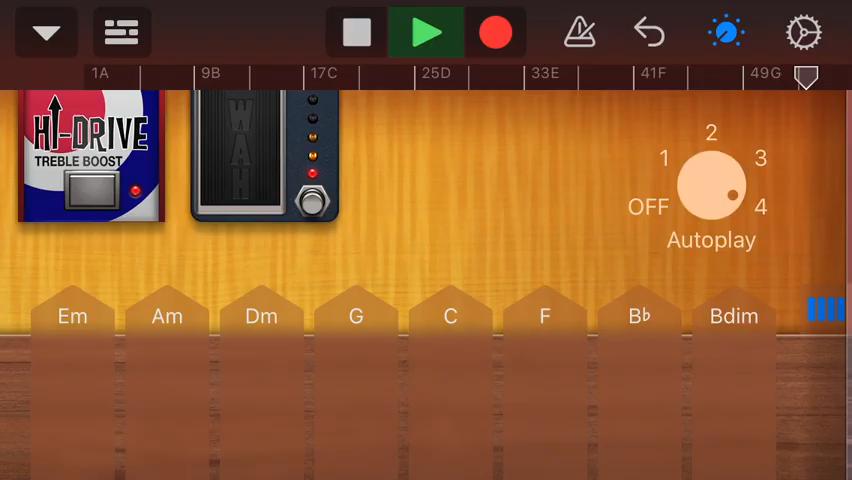 1A 9B 17C 25D 33E 41F 49G
HI-DRIVE
TREBLE BOOST
WAH
2
1 3
OFF 4
Autoplay
Em Am Dm G C F B♭ Bdim